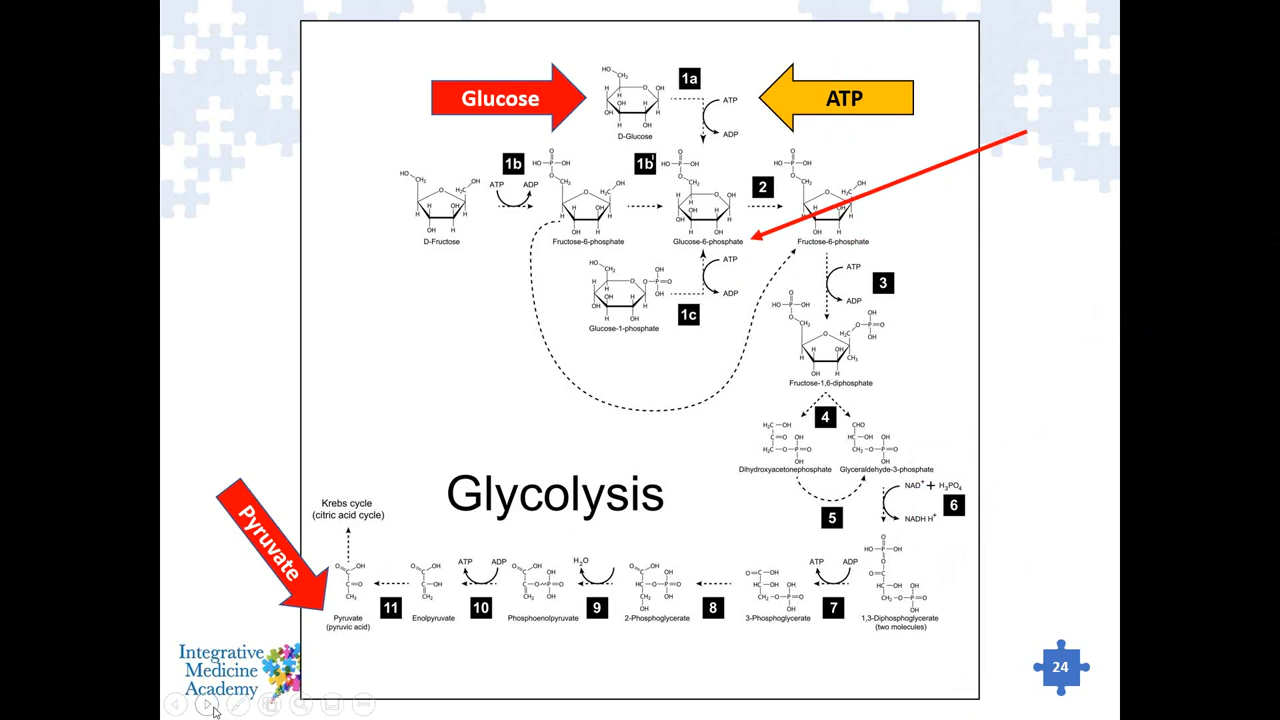 Glucose
1a
ATP
ATP
ADP
D-Glucose
1b
1b'
2
ATP
ADP
D-Fructose
Fructose-6-phosphate
Glucose-6-phosphate
Fructose-6-phosphate
ATP
ADP
1c
Glucose-1-phosphate
ATP
ADP
3
Fructose-1,6-diphosphate
4
Dihydroxyacetonephosphate
Glyceraldehyde-3-phosphate
5
NAD⁺ + H₃PO₄
6
NADH H⁺
Glycolysis
Pyruvate
Krebs cycle
(citric acid cycle)
ATP
ADP
H₂O
ATP
ADP
11
10
9
8
7
Pyruvate
(pyruvic acid)
Enolpyruvate
Phosphoenolpyruvate
2-Phosphoglycerate
3-Phosphoglycerate
1,3-Diphosphoglycerate
(two molecules)
Integrative
Medicine
Academy
24